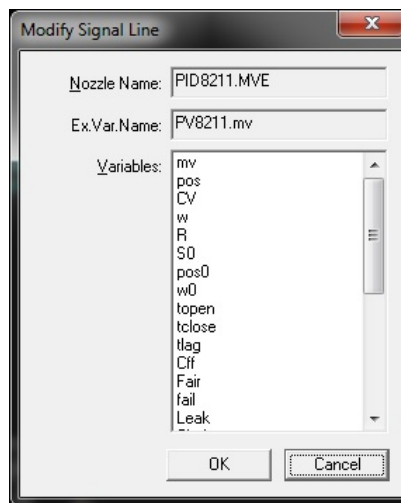 Modify Signal Line
Nozzle Name: PID8211.MVE
Ex.Var.Name: PV8211.mv
Variables:
mv
pos
CV
w
R
S0
pos0
w0
topen
tclose
tlag
Cff
Fair
fail
Leak
OK Cancel